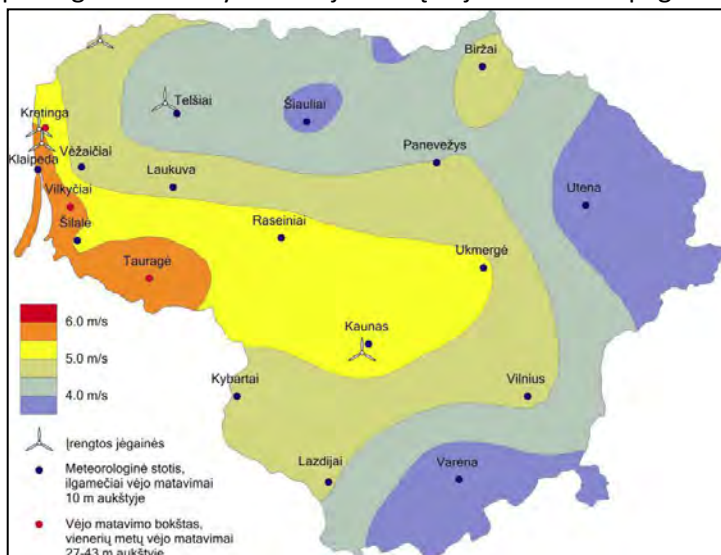 Biržai
Telšiai
Šiauliai
Kretinga
Panevežys
Vėžaičiai
Klaipeda
Laukuva
Utena
Vilkyčiai
Raseiniai
Šilalė
Ukmergė
Tauragė
6.0 m/s
Kaunas
5.0 m/s
Kybartai
Vilnius
4.0 m/s
Įrengtos jėgainės
Lazdijai
Varėna
Meteorologinė stotis,
ilgamečiai vėjo matavimai
10 m aukštyje
Vėjo matavimo bokštas,
vienerių metų vėjo matavimai
27-43 m aukštyje